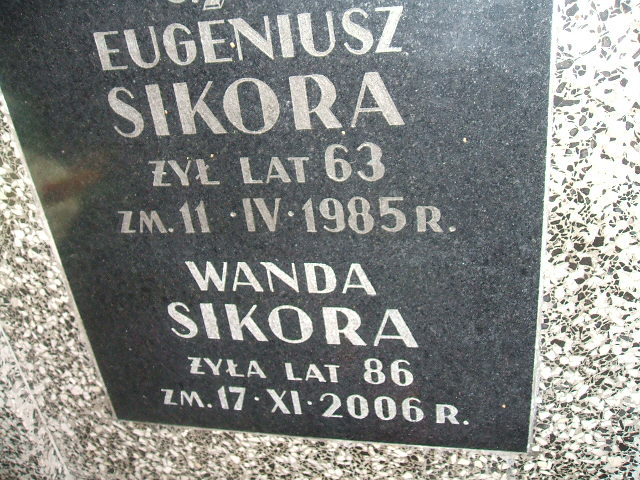 EUGENIUSZ
SIKORA
ŻYŁ LAT 63
ZM. 11 · IV · 1985 R.
WANDA
SIKORA
ŻYŁA LAT 86
ZM. 17 · XI · 2006 R.